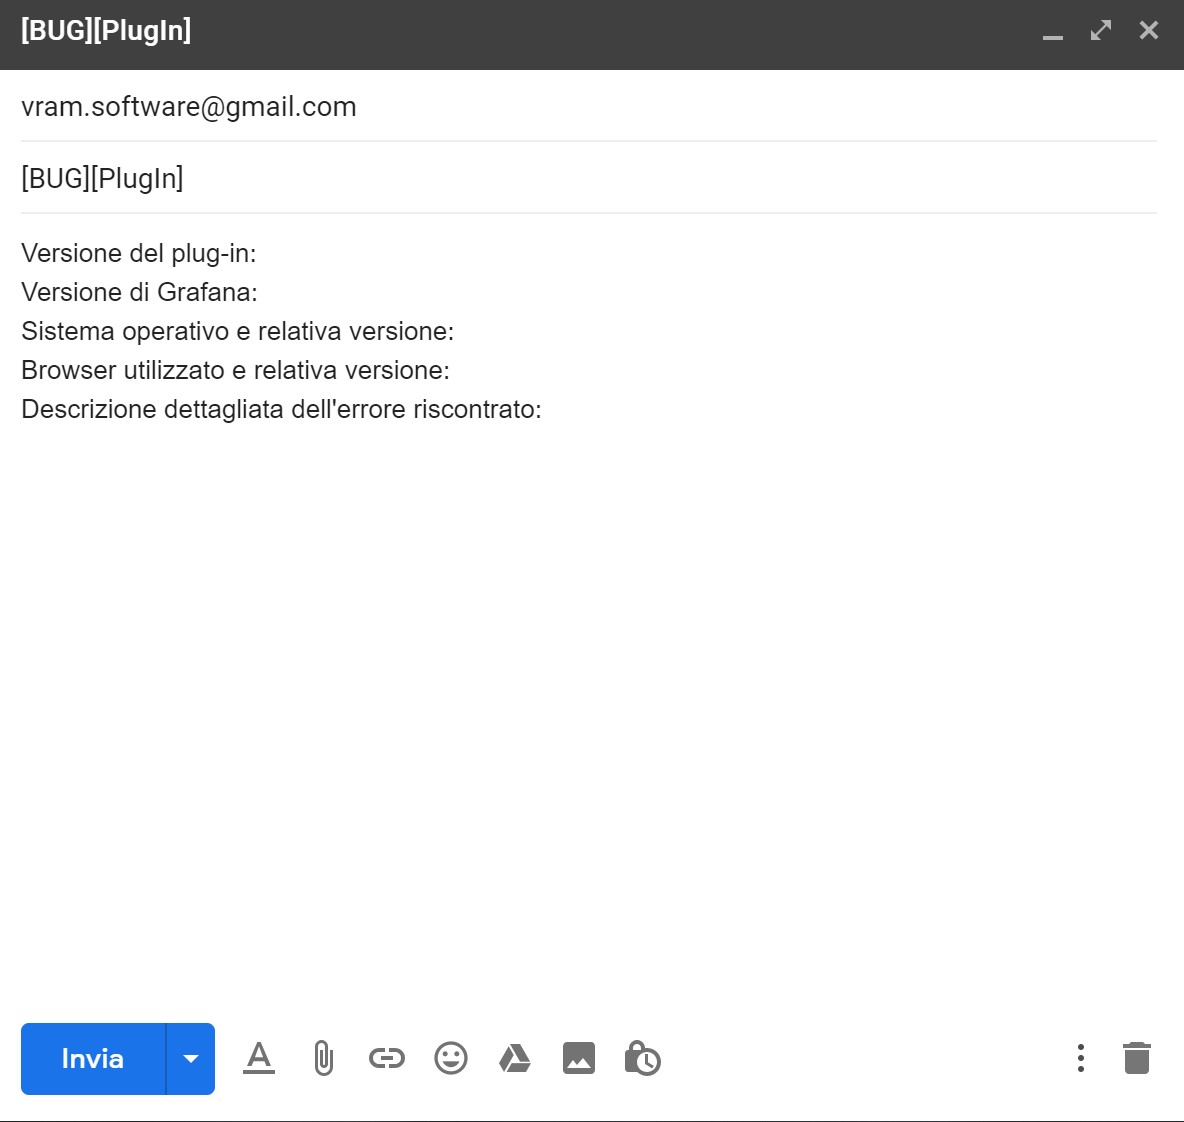 [BUG][PlugIn]
vram.software@gmail.com
[BUG][PlugIn]
Versione del plug-in:
Versione di Grafana:
Sistema operativo e relativa versione:
Browser utilizzato e relativa versione:
Descrizione dettagliata dell'errore riscontrato:
Invia